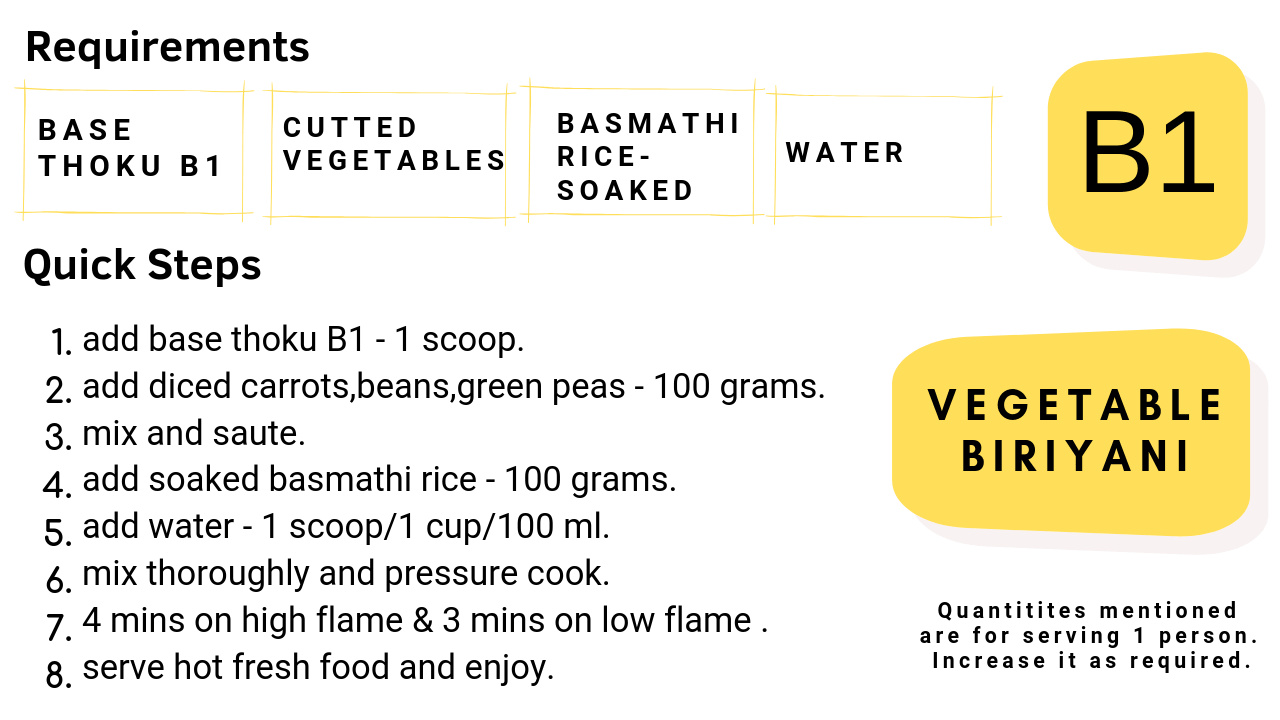 Requirements
BASE
THOKU B1
CUTTED
VEGETABLES
BASMATHI
RICE-
SOAKED
WATER
B1
Quick Steps
1. add base thoku B1 - 1 scoop.
2. add diced carrots,beans,green peas - 100 grams.
3. mix and saute.
4. add soaked basmathi rice - 100 grams.
5. add water - 1 scoop/1 cup/100 ml.
6. mix thoroughly and pressure cook.
7. 4 mins on high flame & 3 mins on low flame .
8. serve hot fresh food and enjoy.
VEGETABLE
BIRIYANI
Quantitites mentioned
are for serving 1 person.
Increase it as required.